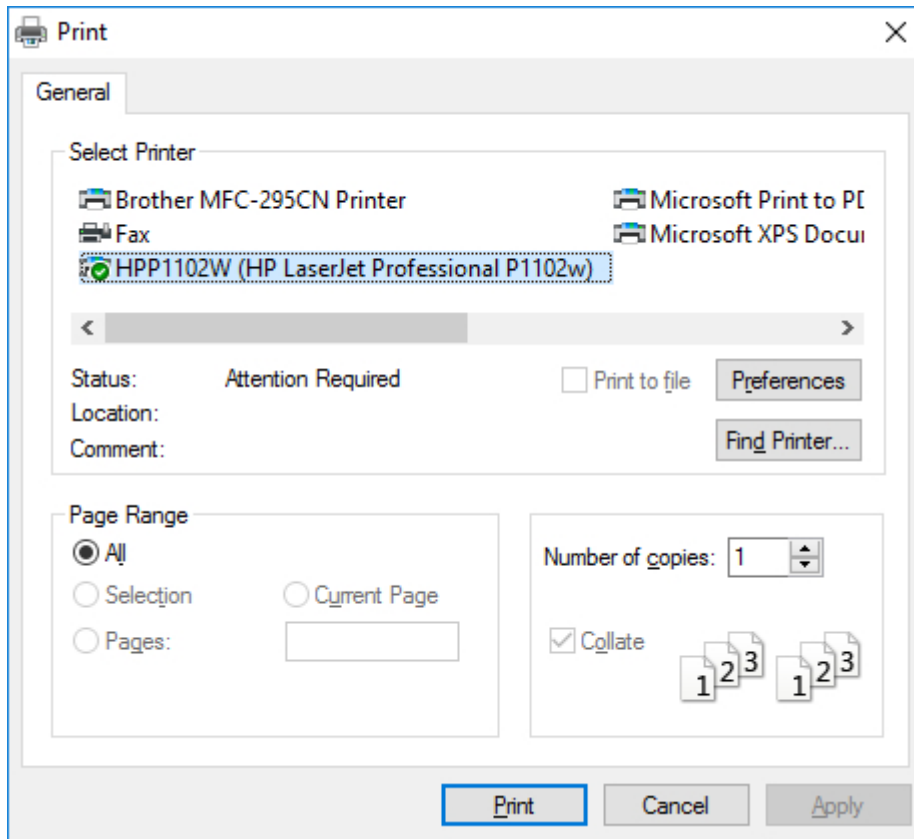 Print
General
Select Printer
Brother MFC-295CN Printer
Microsoft Print to PD
Fax
Microsoft XPS Docu
HPP1102W (HP LaserJet Professional P1102w)
Status: Attention Required
Print to file
Preferences
Location:
Comment:
Find Printer...
Page Range
All
Number of copies: 1
Selection
Current Page
Pages:
Collate
1 2 3 1 2 3
Print
Cancel
Apply